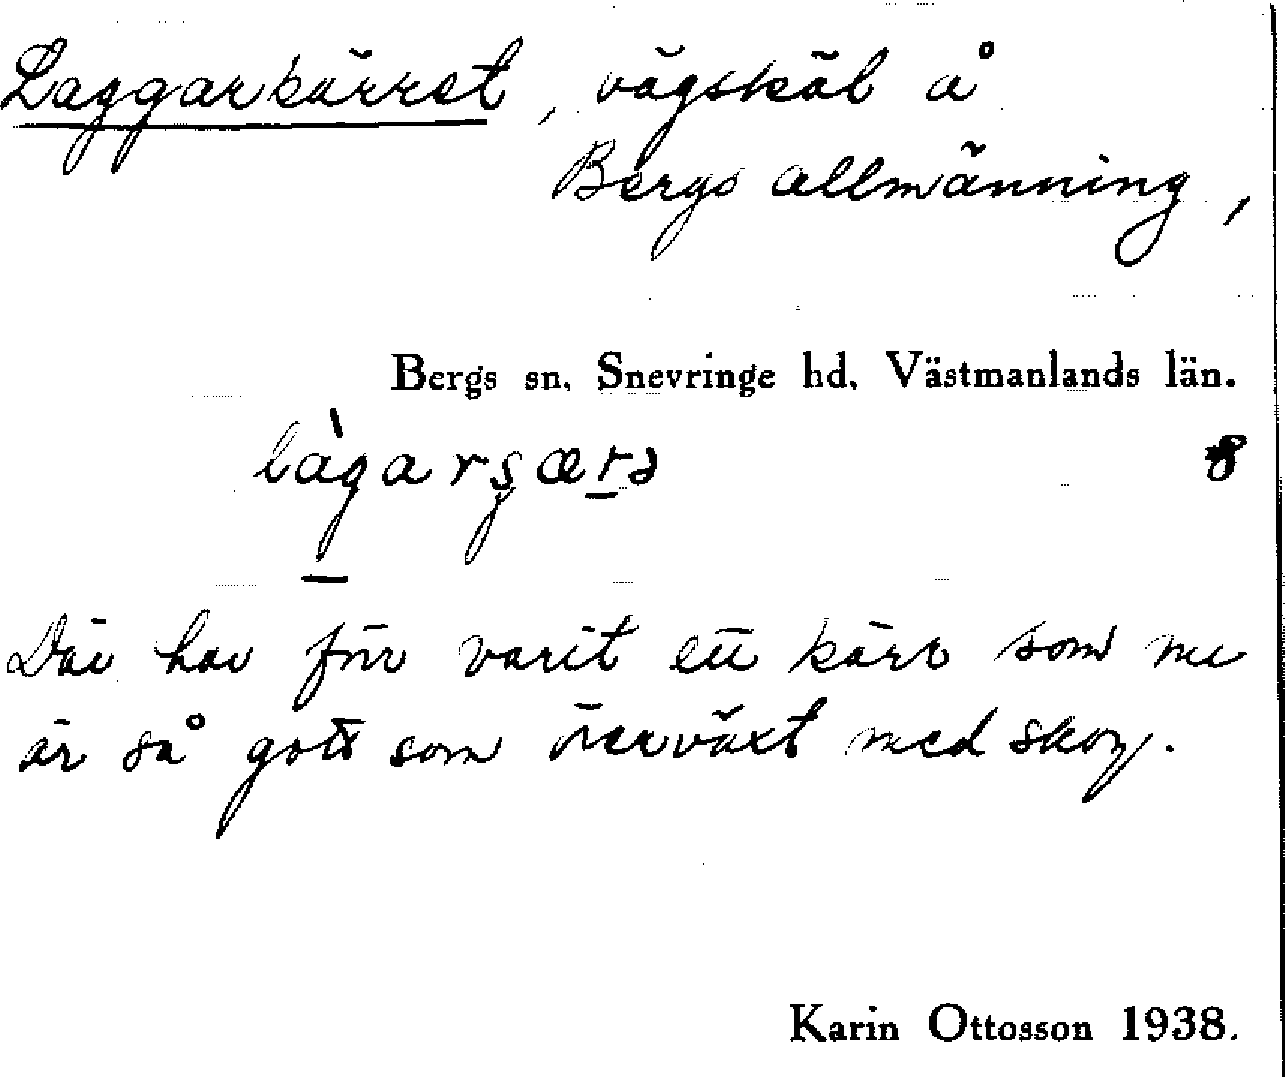 Laggarkärret, vägskäl å
Bergs allmänning,
Bergs sn. Snevringe hd. Västmanlands län.
8
Där har förr varit ett kärr som nu
är så gott som överväxt med skog.
Karin Ottosson 1938.